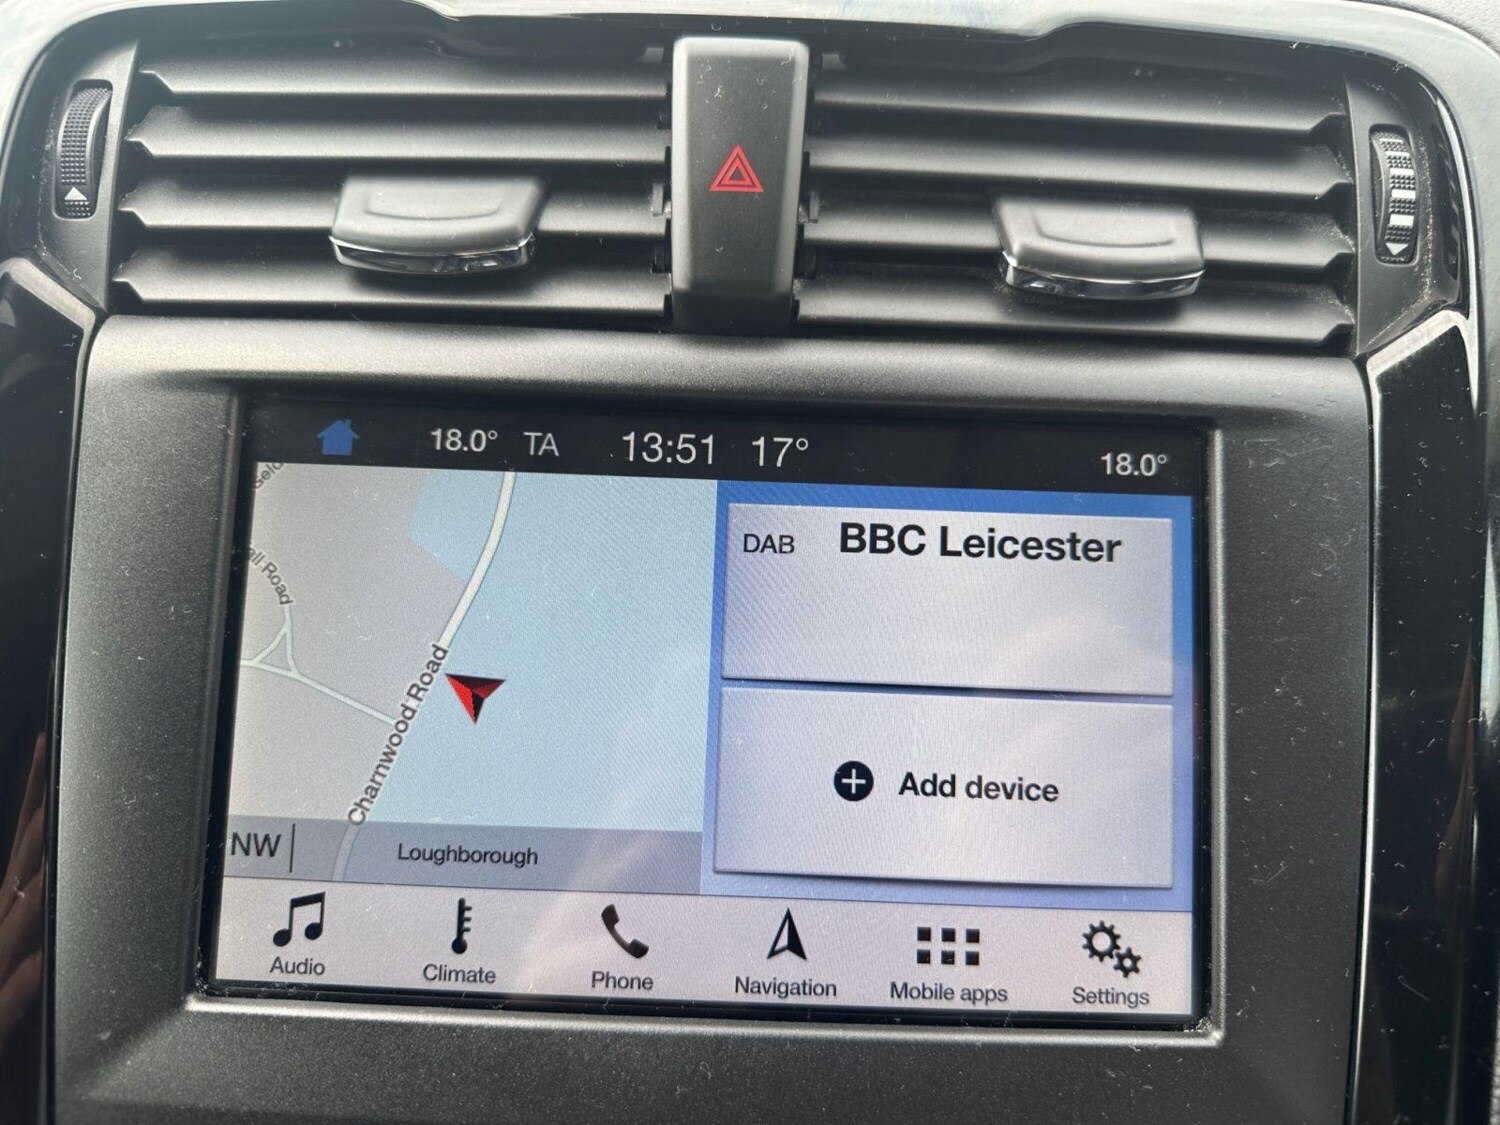 18.0° TA 13:51 17° 18.0°
all Road
Charnwood Road
NW
Loughborough
DAB BBC Leicester
Add device
Audio
Climate
Phone
Navigation
Mobile apps
Settings